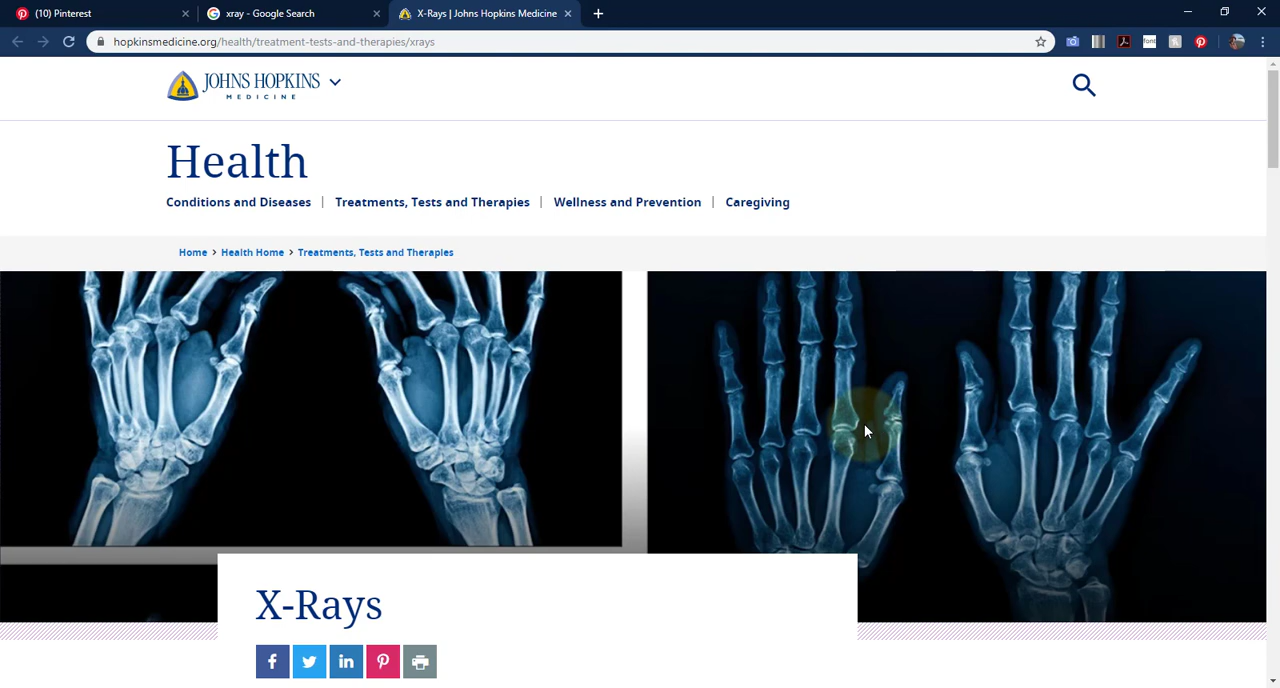 (10) Pinterest
xray - Google Search
X-Rays | Johns Hopkins Medicine
hopkinsmedicine.org/health/treatment-tests-and-therapies/xrays
JOHNS HOPKINS
MEDICINE
Health
Conditions and Diseases | Treatments, Tests and Therapies | Wellness and Prevention | Caregiving
Home > Health Home > Treatments, Tests and Therapies
X-Rays